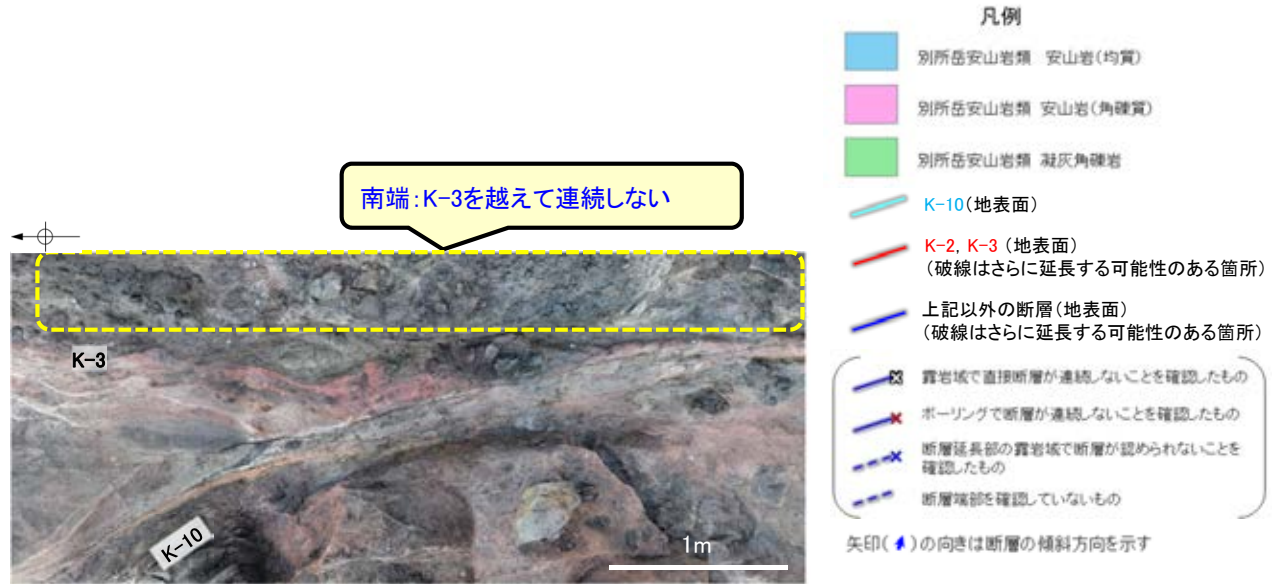 南端:K-3を越えて連続しない
K-3
K-10
1m
凡例
別所岳安山岩類 安山岩(均質)
別所岳安山岩類 安山岩(角礫質)
別所岳安山岩類 凝灰角礫岩
K-10(地表面)
K-2, K-3 (地表面)
(破線はさらに延長する可能性のある箇所)
上記以外の断層(地表面)
(破線はさらに延長する可能性のある箇所)
露岩域で直接断層が連続しないことを確認したもの
ボーリングで断層が連続しないことを確認したもの
断層延長部の露岩域で断層が認められないことを
確認したもの
断層端部を確認していないもの
矢印( )の向きは断層の傾斜方向を示す